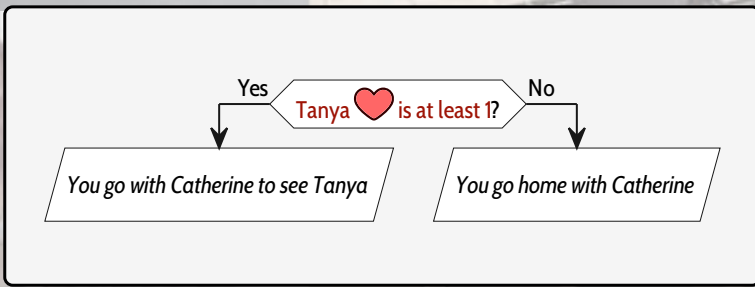 Yes
No
Tanya ❤ is at least 1?
You go with Catherine to see Tanya
You go home with Catherine